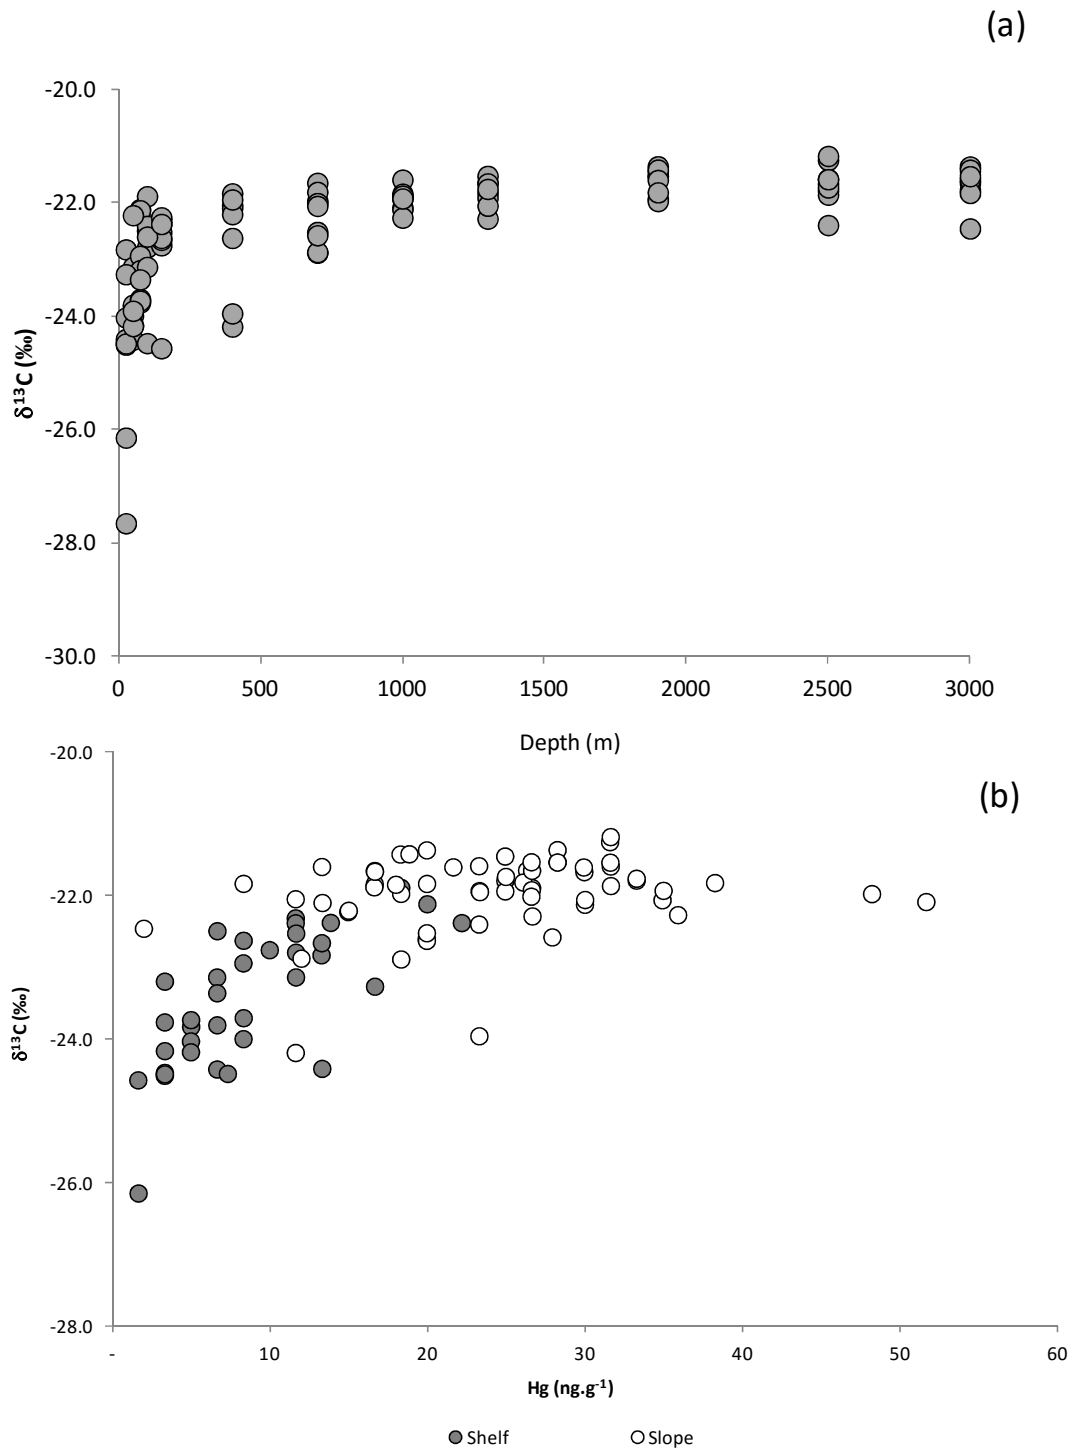 (a)
-20.0
-22.0
-24.0
-26.0
-28.0
-30.0
δ¹³C (‰)
0 500 1000 1500 2000 2500 3000
Depth (m)
(b)
-20.0
-22.0
-24.0
-26.0
-28.0
δ¹³C (‰)
- 10 20 30 40 50 60
Hg (ng.g⁻¹)
Shelf Slope